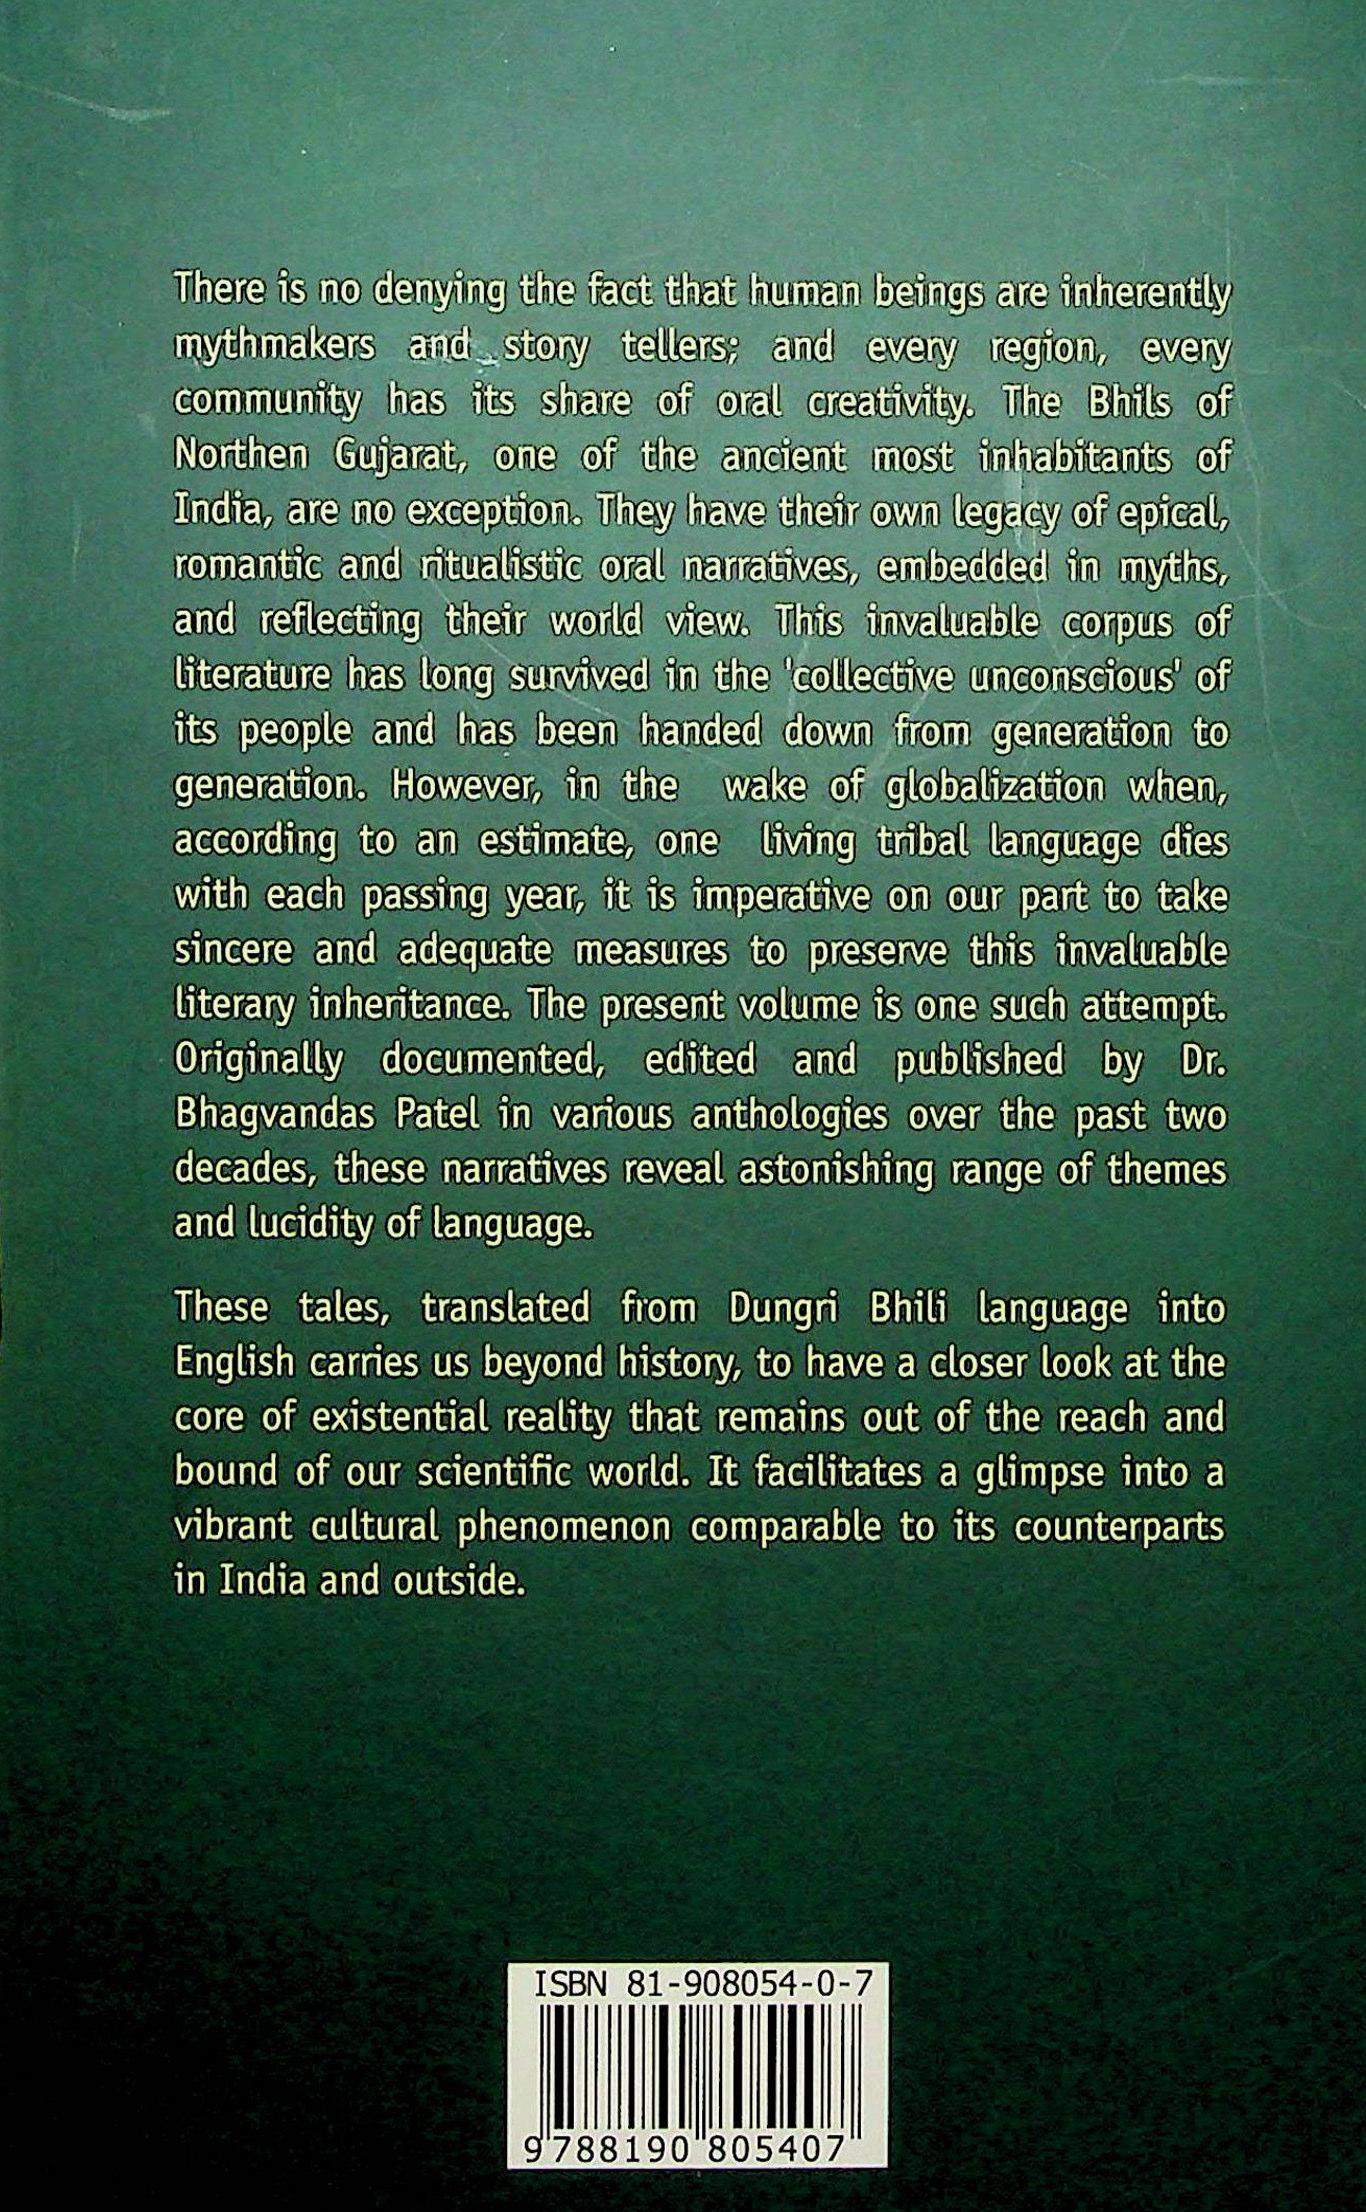 There is no denying the fact that human beings are inherently
mythmakers and story tellers; and every region, every
community has its share of oral creativity. The Bhils of
Northen Gujarat, one of the ancient most inhabitants of
India, are no exception. They have their own legacy of epical,
romantic and ritualistic oral narratives, embedded in myths,
and reflecting their world view. This invaluable corpus of
literature has long survived in the 'collective unconscious' of
its people and has been handed down from generation to
generation. However, in the wake of globalization when,
according to an estimate, one living tribal language dies
with each passing year, it is imperative on our part to take
sincere and adequate measures to preserve this invaluable
literary inheritance. The present volume is one such attempt.
Originally documented, edited and published by Dr.
Bhagvandas Patel in various anthologies over the past two
decades, these narratives reveal astonishing range of themes
and lucidity of language.
These tales, translated from Dungri Bhili language into
English carries us beyond history, to have a closer look at the
core of existential reality that remains out of the reach and
bound of our scientific world. It facilitates a glimpse into a
vibrant cultural phenomenon comparable to its counterparts
in India and outside.
ISBN 81-908054-0-7
9 788190 805407